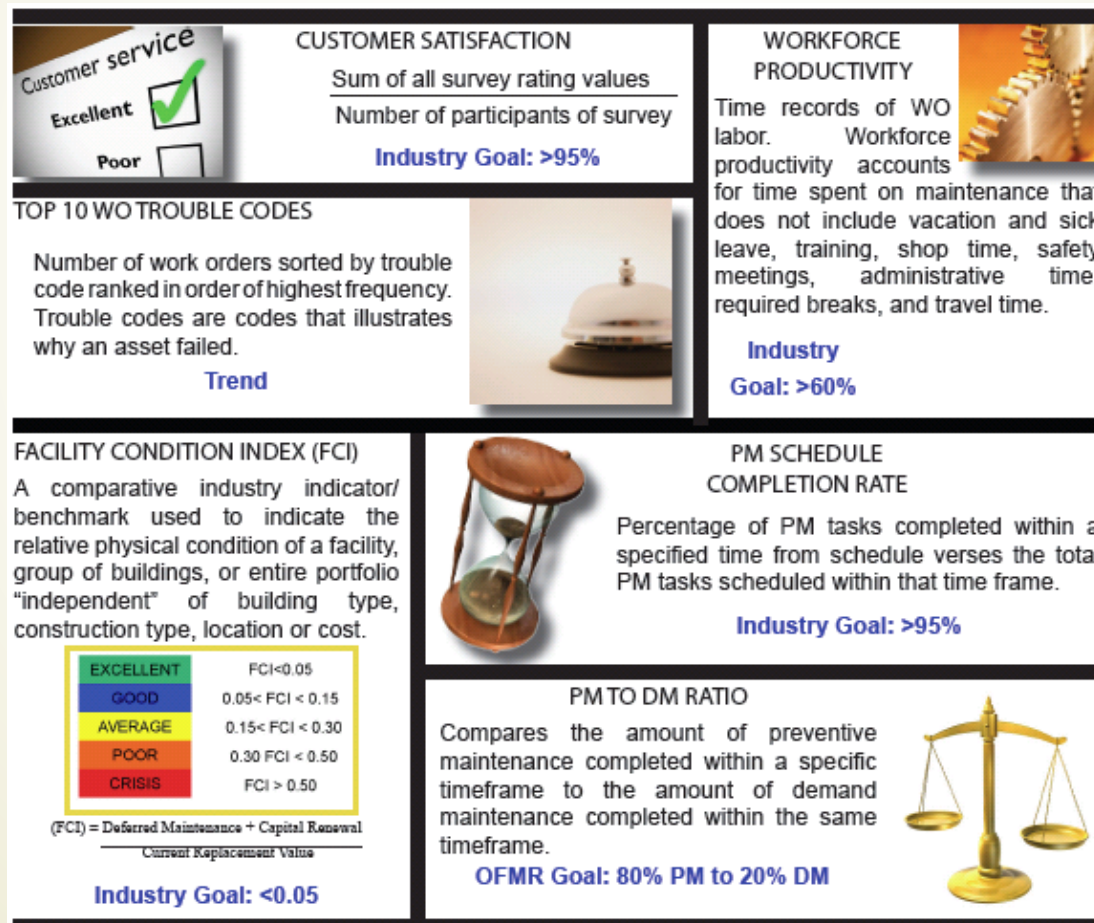 Customer service
Excellent
Poor
CUSTOMER SATISFACTION
Sum of all survey rating values
Number of participants of survey
Industry Goal: >95%
WORKFORCE
PRODUCTIVITY
Time records of WO
labor. Workforce
productivity accounts
for time spent on maintenance that
does not include vacation and sick
leave, training, shop time, safety
meetings, administrative time
required breaks, and travel time.
Industry
Goal: >60%
TOP 10 WO TROUBLE CODES
Number of work orders sorted by trouble
code ranked in order of highest frequency.
Trouble codes are codes that illustrates
why an asset failed.
Trend
FACILITY CONDITION INDEX (FCI)
A comparative industry indicator/
benchmark used to indicate the
relative physical condition of a facility,
group of buildings, or entire portfolio
“independent” of building type,
construction type, location or cost.
EXCELLENT FCI<0.05
GOOD 0.05< FCI < 0.15
AVERAGE 0.15< FCI < 0.30
POOR 0.30 FCI < 0.50
CRISIS FCI > 0.50
(FCI) = Deferred Maintenance + Capital Renewal
Current Replacement Value
Industry Goal: <0.05
PM SCHEDULE
COMPLETION RATE
Percentage of PM tasks completed within a
specified time from schedule verses the total
PM tasks scheduled within that time frame.
Industry Goal: >95%
PM TO DM RATIO
Compares the amount of preventive
maintenance completed within a specific
timeframe to the amount of demand
maintenance completed within the same
timeframe.
OFMR Goal: 80% PM to 20% DM